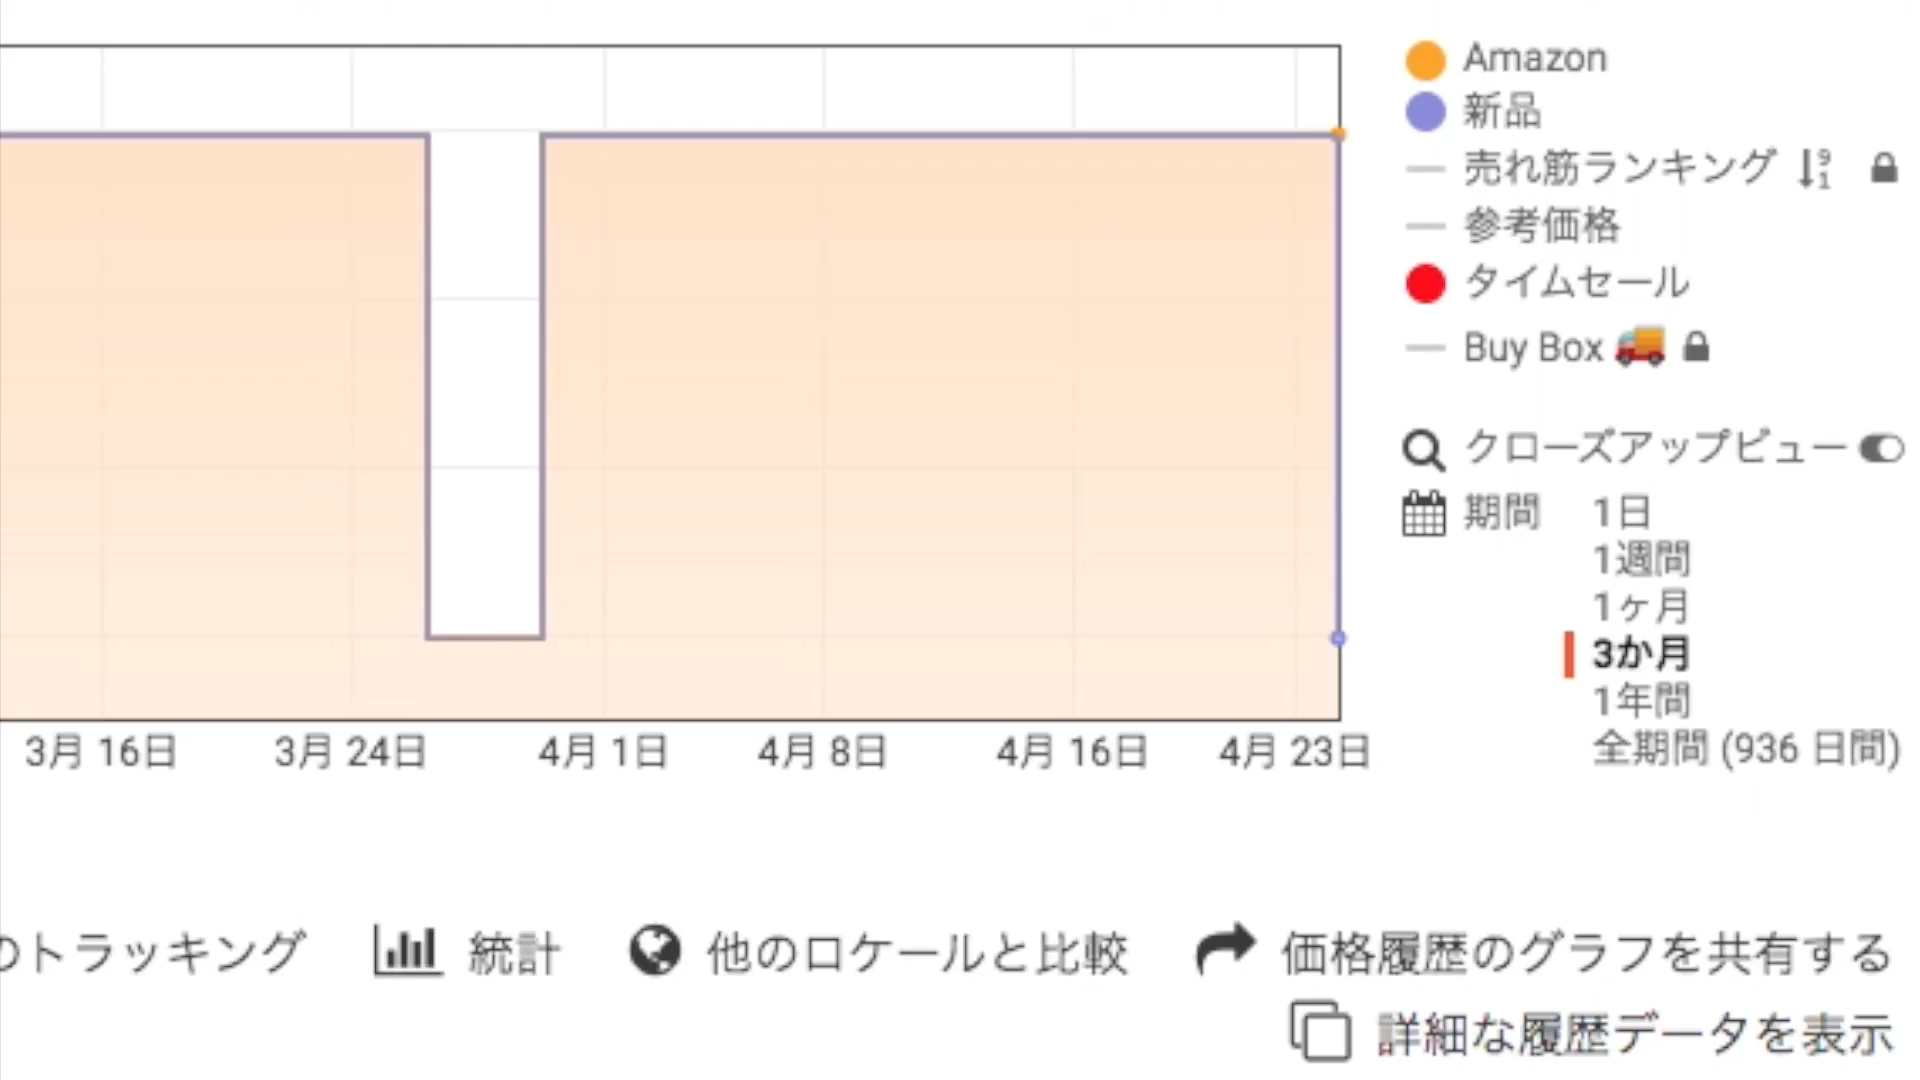 Amazon
新品
売れ筋ランキング 9 1
参考価格
タイムセール
Buy Box
クローズアップビュー
期間 1日
1週間
1ヶ月
3か月
1年間
全期間 (936 日間)
3月 16日 3月 24日 4月 1日 4月 8日 4月 16日 4月 23日
のトラッキング 統計 他のロケールと比較 価格履歴のグラフを共有する
詳細な履歴データを表示